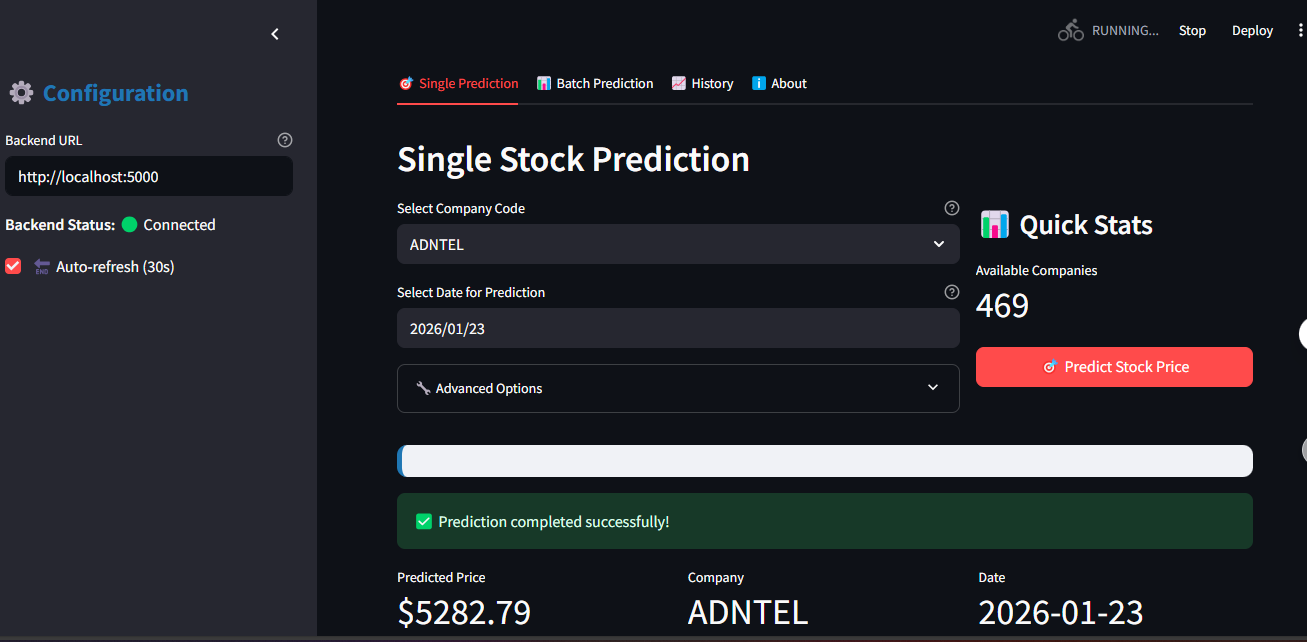 RUNNING... Stop Deploy
Single Prediction Batch Prediction History About
Configuration
Backend URL
http://localhost:5000
Backend Status: Connected
END Auto-refresh (30s)
Single Stock Prediction
Select Company Code
ADNTEL
Select Date for Prediction
2026/01/23
Advanced Options
Quick Stats
Available Companies
469
Predict Stock Price
Prediction completed successfully!
Predicted Price
$5282.79
Company
ADNTEL
Date
2026-01-23